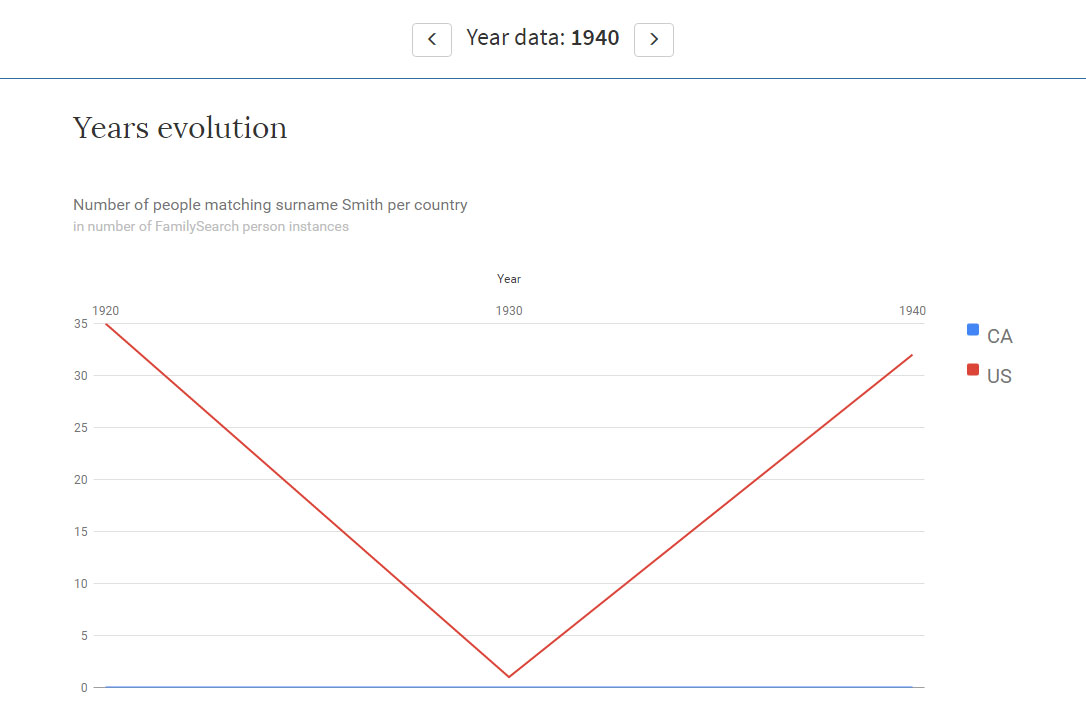 Year data: 1940
Years evolution
Number of people matching surname Smith per country
in number of FamilySearch person instances
Year
1920 1930 1940
35
30
25
20
15
10
5
0
CA
US